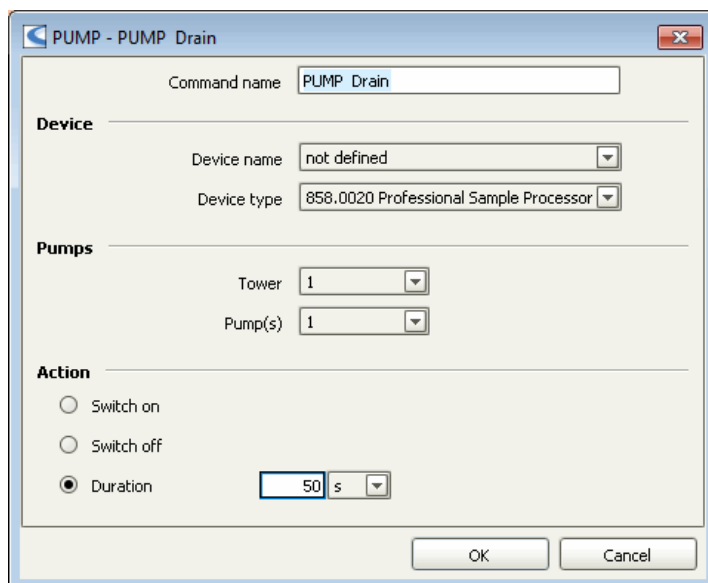 PUMP - PUMP  Drain
Command name PUMP  Drain
Device
Device name not defined
Device type 858.0020 Professional Sample Processor
Pumps
Tower 1
Pump(s) 1
Action
Switch on
Switch off
Duration 50 s
OK Cancel